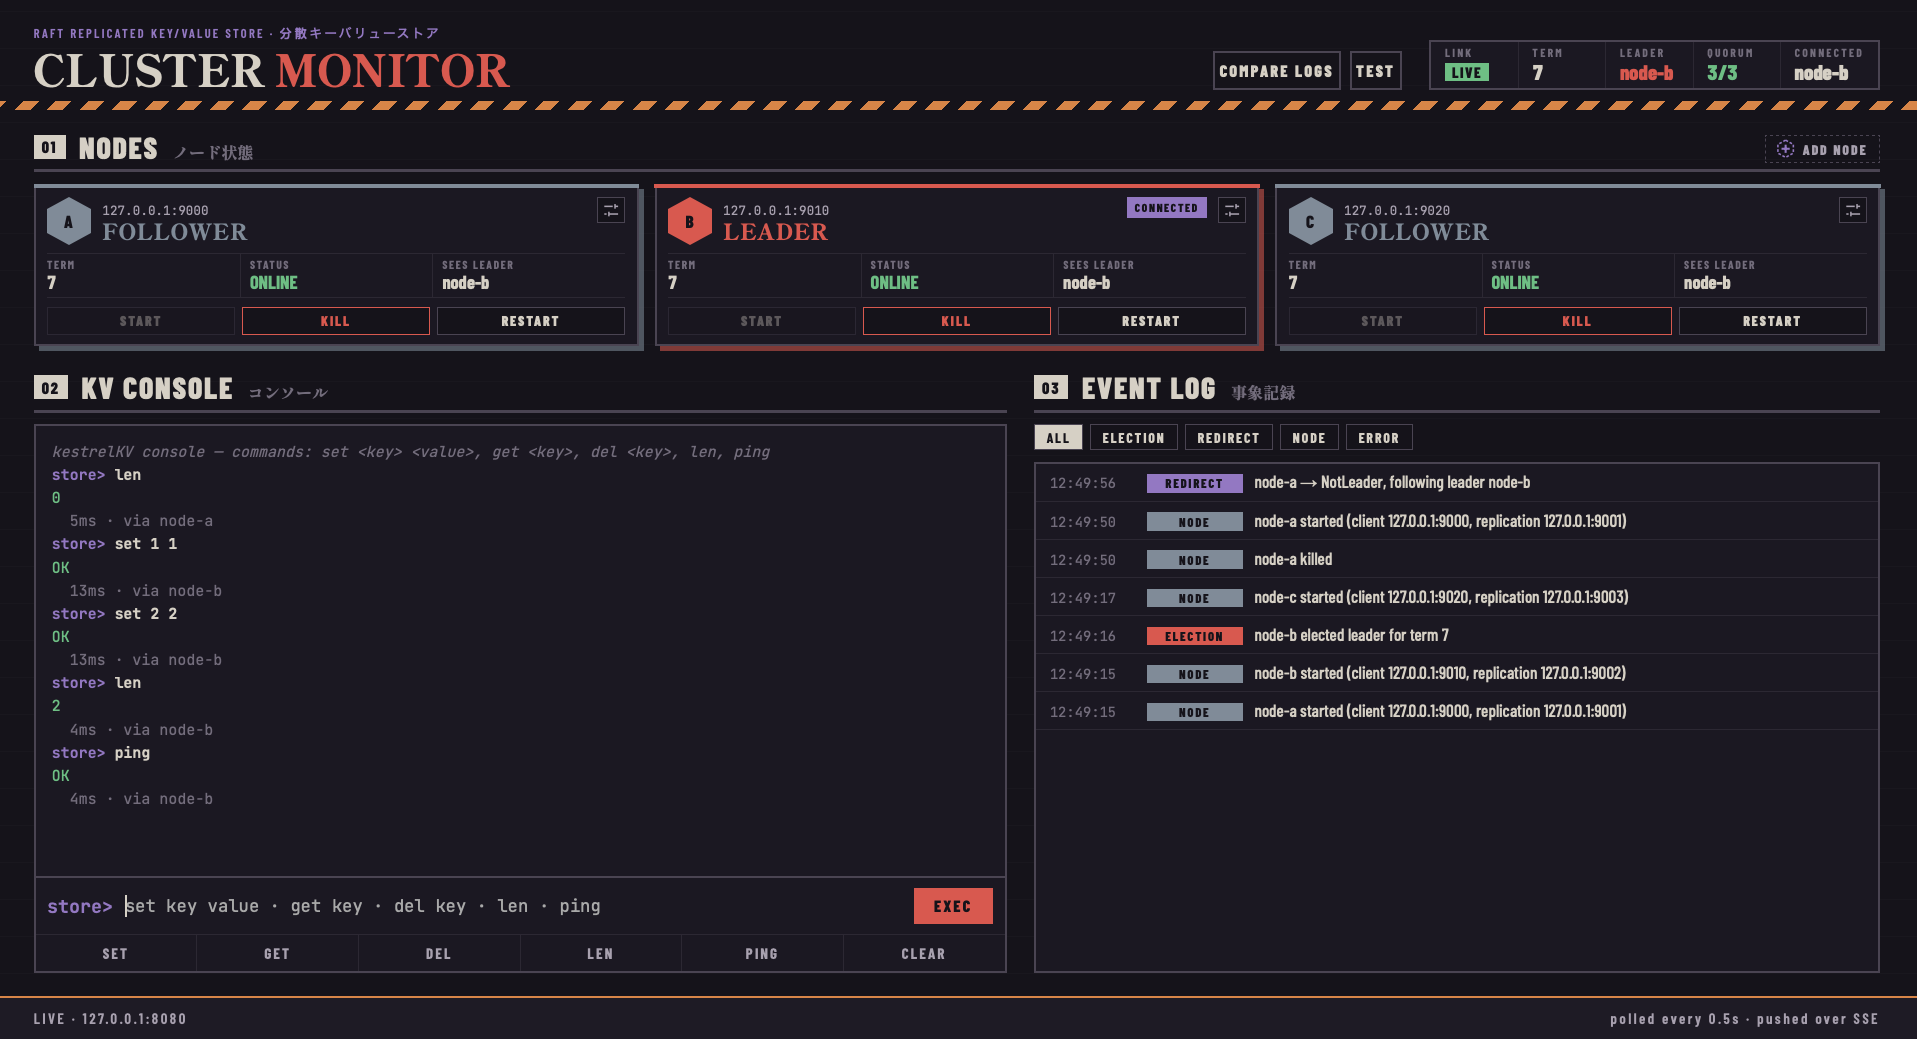 RAFT REPLICATED KEY/VALUE STORE · 分散キーバリューストア
CLUSTER MONITOR
COMPARE LOGS
TEST
LINK
LIVE
TERM
7
LEADER
node-b
QUORUM
3/3
CONNECTED
node-b
01 NODES ノード状態
ADD NODE
A
127.0.0.1:9000
FOLLOWER
TERM
7
STATUS
ONLINE
SEES LEADER
node-b
START
KILL
RESTART
B
127.0.0.1:9010
LEADER
CONNECTED
TERM
7
STATUS
ONLINE
SEES LEADER
node-b
START
KILL
RESTART
C
127.0.0.1:9020
FOLLOWER
TERM
7
STATUS
ONLINE
SEES LEADER
node-b
START
KILL
RESTART
02 KV CONSOLE コンソール
kestrelKV console — commands: set <key> <value>, get <key>, del <key>, len, ping
store> len
0
5ms · via node-a
store> set 1 1
OK
13ms · via node-b
store> set 2 2
OK
13ms · via node-b
store> len
2
4ms · via node-b
store> ping
OK
4ms · via node-b
store> set key value · get key · del key · len · ping
EXEC
SET
GET
DEL
LEN
PING
CLEAR
03 EVENT LOG 事象記録
ALL
ELECTION
REDIRECT
NODE
ERROR
12:49:56 REDIRECT node-a → NotLeader, following leader node-b
12:49:50 NODE node-a started (client 127.0.0.1:9000, replication 127.0.0.1:9001)
12:49:50 NODE node-a killed
12:49:17 NODE node-c started (client 127.0.0.1:9020, replication 127.0.0.1:9003)
12:49:16 ELECTION node-b elected leader for term 7
12:49:15 NODE node-b started (client 127.0.0.1:9010, replication 127.0.0.1:9002)
12:49:15 NODE node-a started (client 127.0.0.1:9000, replication 127.0.0.1:9001)
LIVE · 127.0.0.1:8080
polled every 0.5s · pushed over SSE